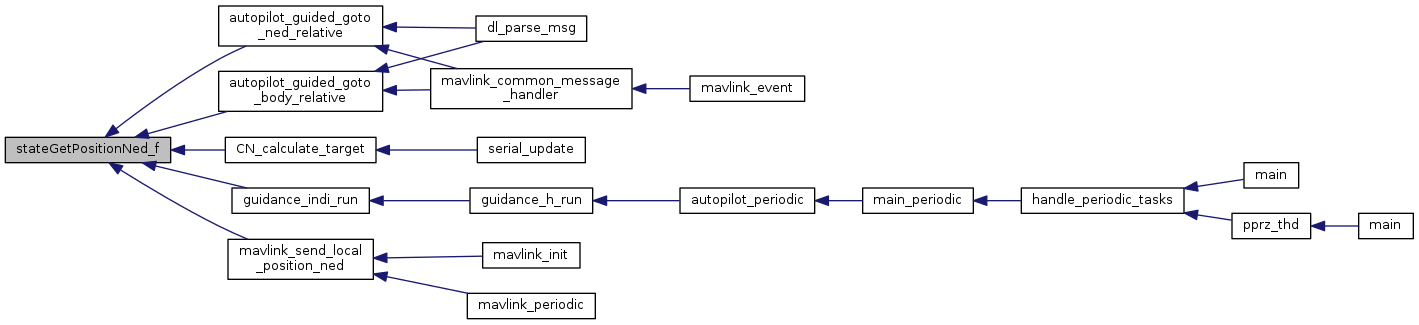 autopilot_guided_goto
_ned_relative
dl_parse_msg
autopilot_guided_goto
_body_relative
mavlink_common_message
_handler
mavlink_event
stateGetPositionNed_f
CN_calculate_target
serial_update
guidance_indi_run
guidance_h_run
autopilot_periodic
main_periodic
handle_periodic_tasks
main
pprz_thd
main
mavlink_send_local
_position_ned
mavlink_init
mavlink_periodic